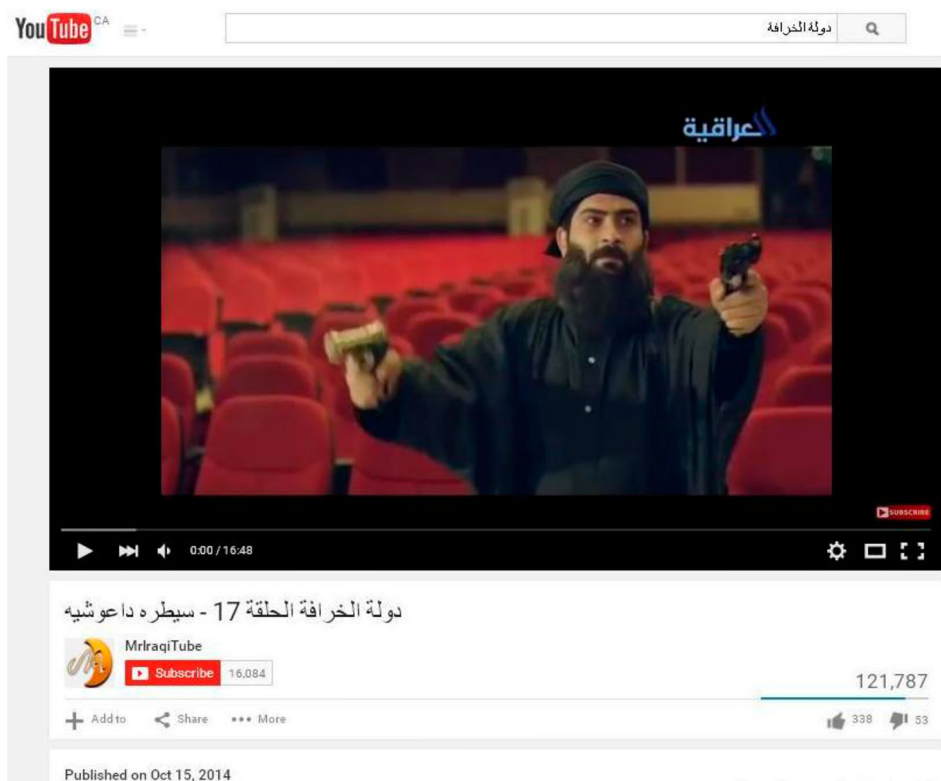 YouTube CA
دولة الخرافة
العراقية
SUBSCRIBE
0:00 / 16:48
دولة الخرافة الحلقة 17 - سيطره داعوشيه
MrIraqiTube
Subscribe 16,084
121,787
Add to Share More
338 53
Published on Oct 15, 2014